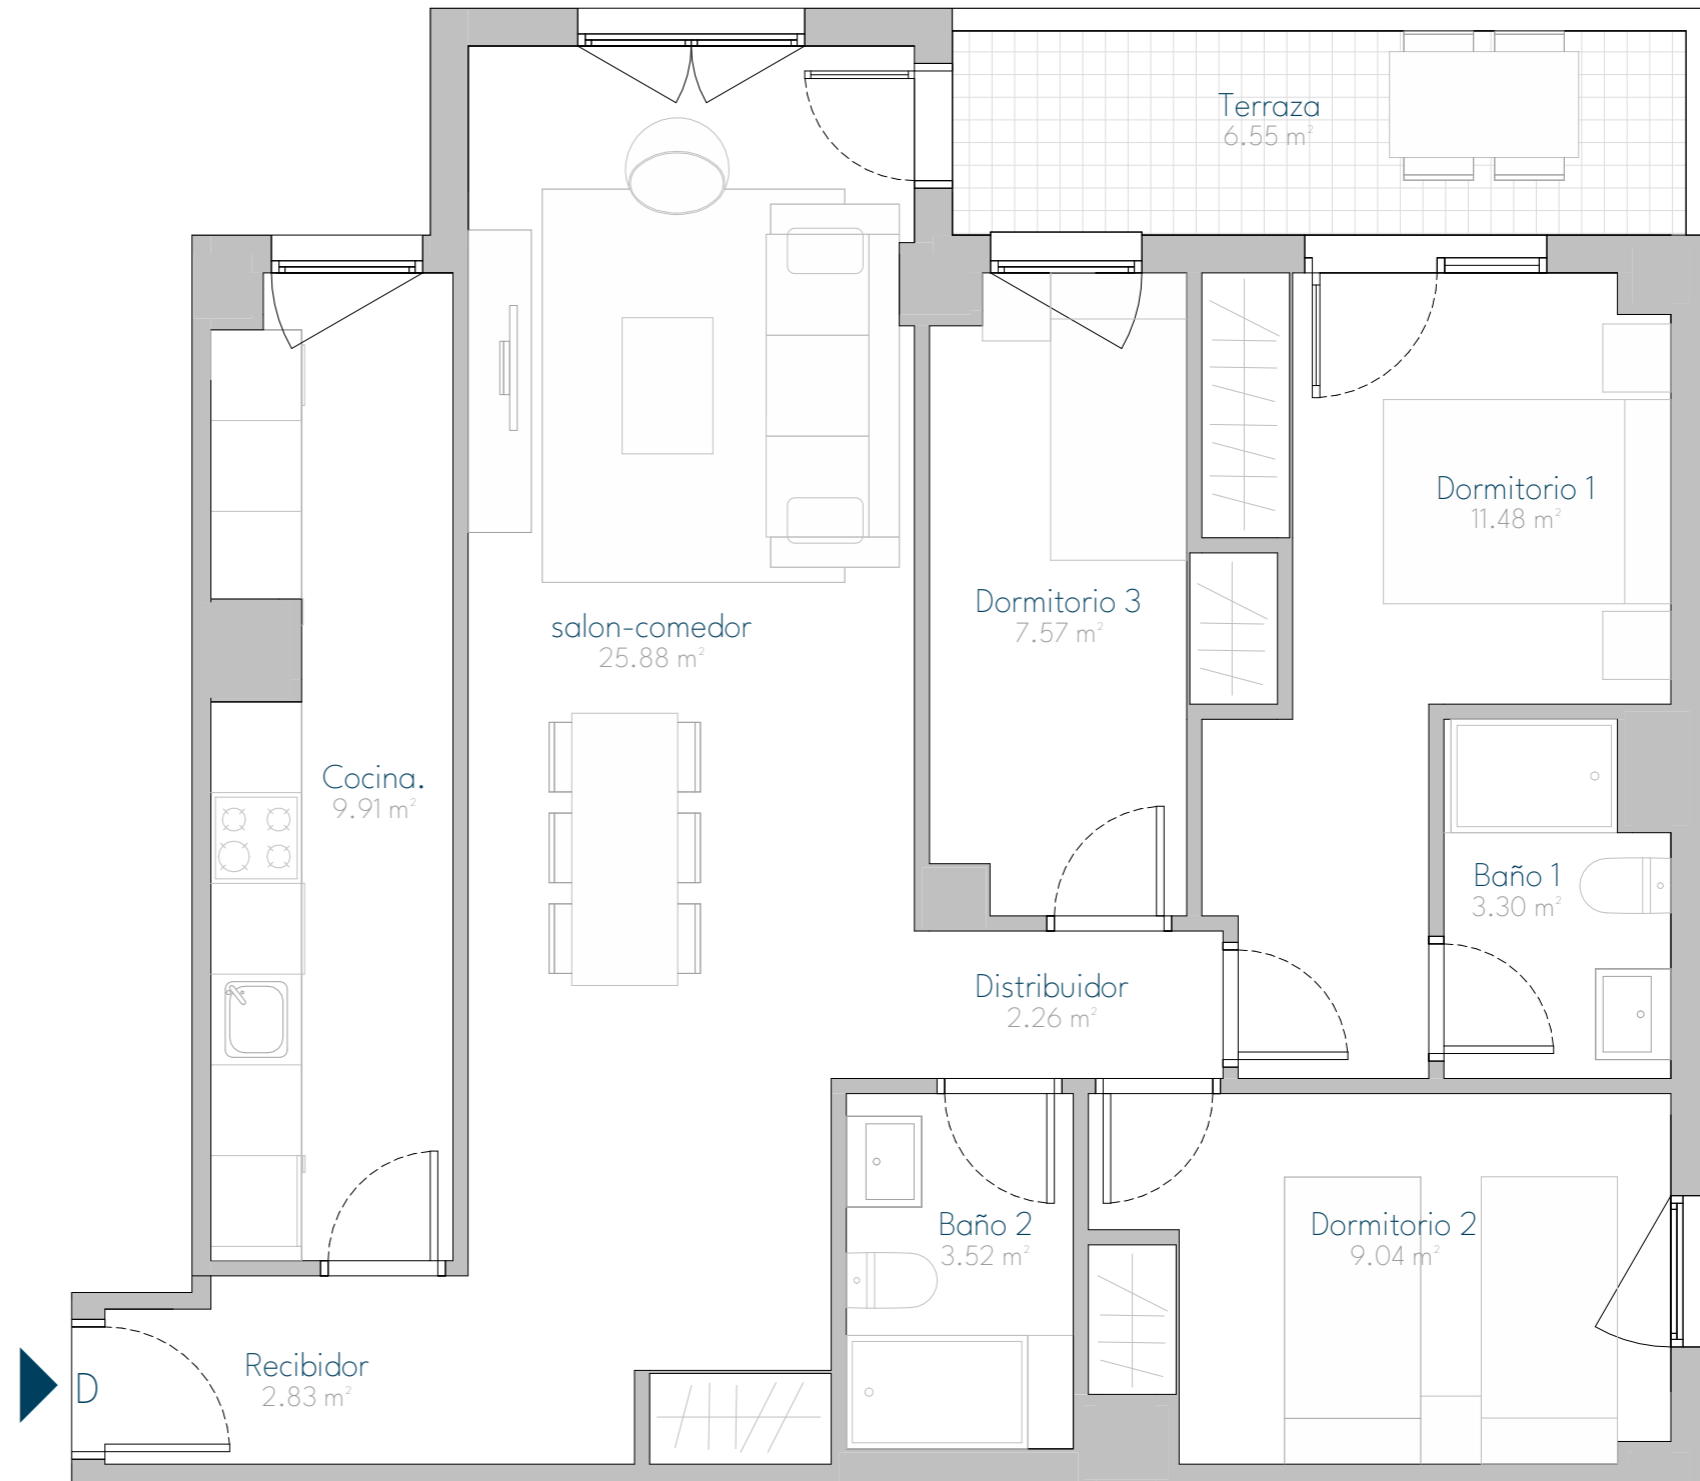 Terraza
6.55 m²
Dormitorio 1
11.48 m²
Dormitorio 3
7.57 m²
salon-comedor
25.88 m²
Cocina.
9.91 m²
Baño 1
3.30 m²
Distribuidor
2.26 m²
Baño 2
3.52 m²
Dormitorio 2
9.04 m²
Recibidor
2.83 m²
D